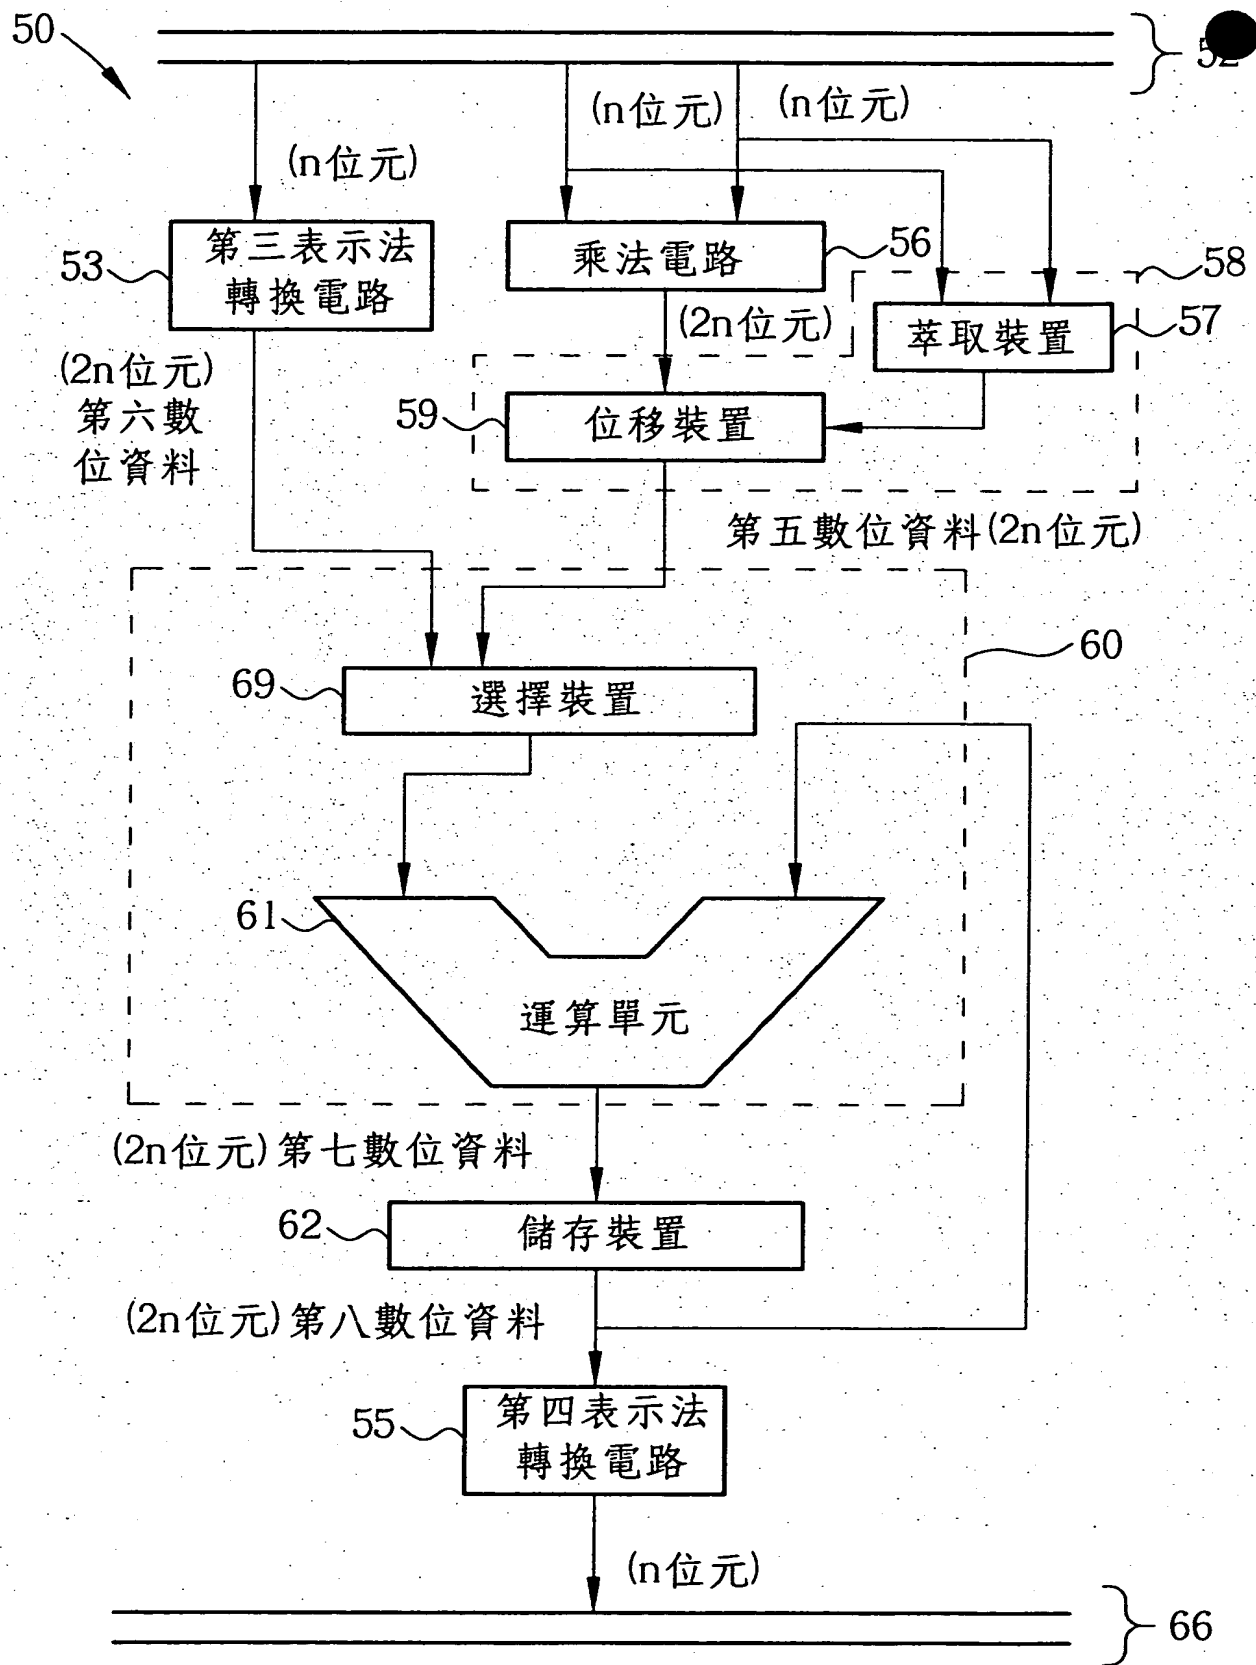 50
(n位元)
(n位元)
(n位元)
53
第三表示法
轉換電路
乘法電路
56
58
(2n位元)
萃取裝置
57
(2n位元)
第六數
位資料
59
位移裝置
第五數位資料(2n位元)
60
69
選擇裝置
61
運算單元
(2n位元)第七數位資料
62
儲存裝置
(2n位元)第八數位資料
55
第四表示法
轉換電路
(n位元)
66